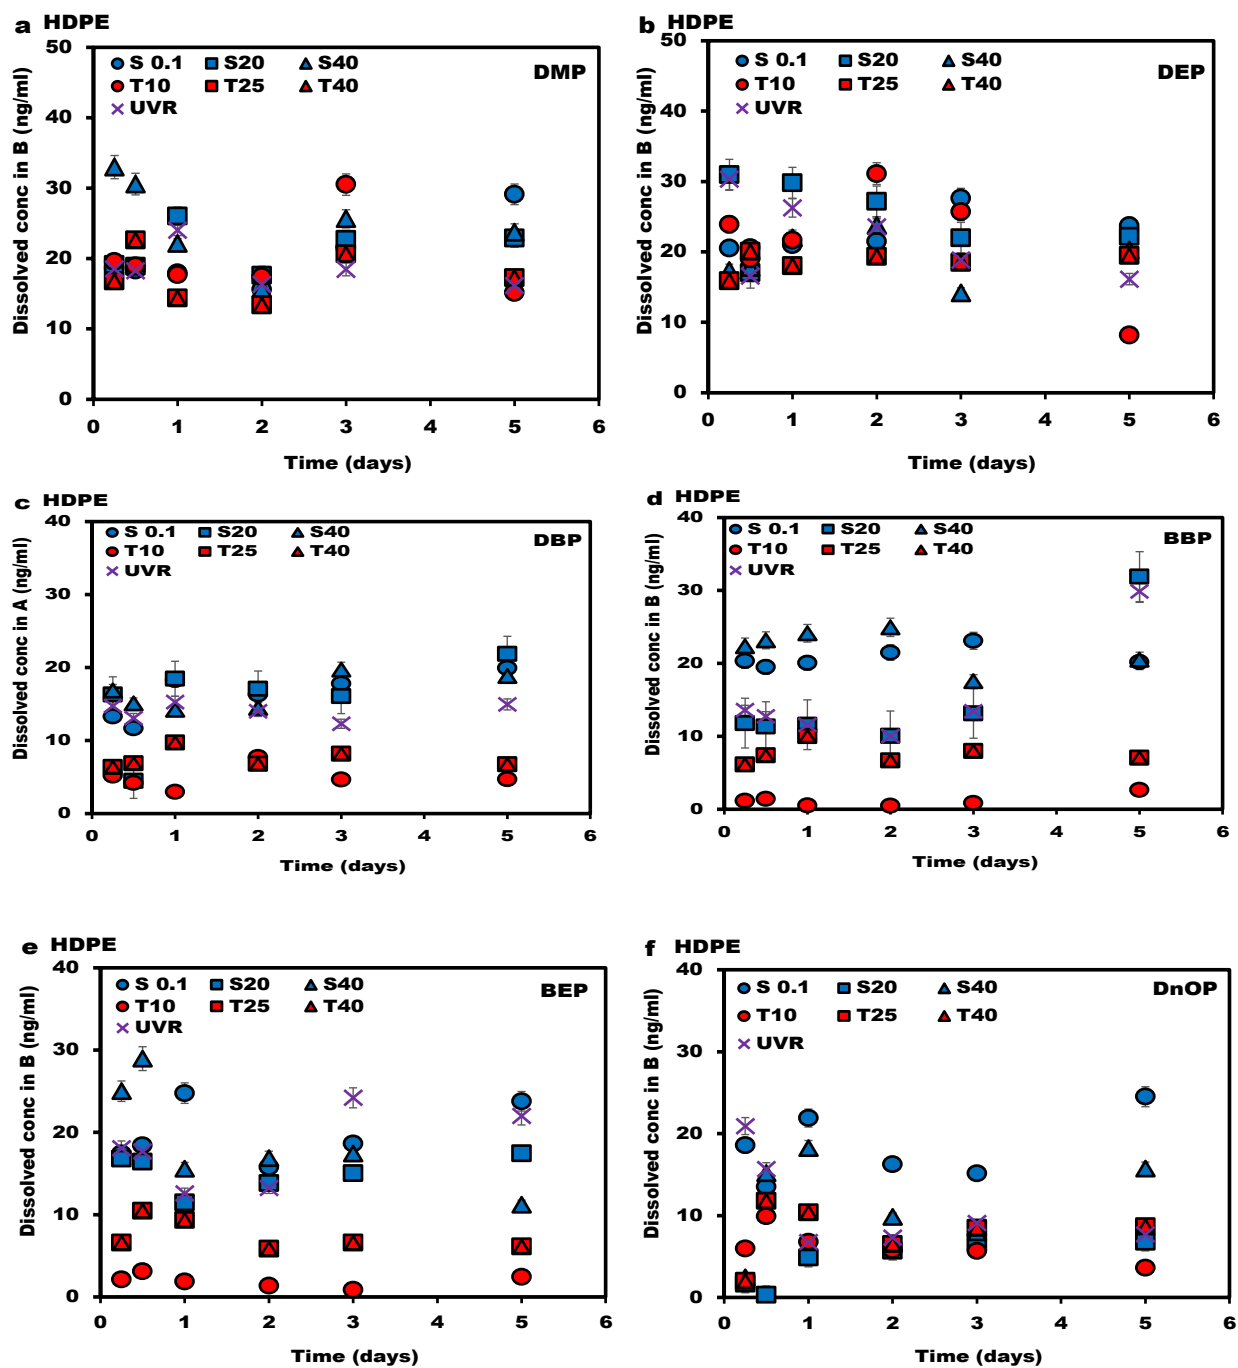 a HDPE
50
40
30
20
10
0
S 0.1 S20 S40
T10 T25 T40
UVR
DMP
Dissolved conc in B (ng/ml)
0 1 2 3 4 5 6
Time (days)
b HDPE
50
40
30
20
10
0
S 0.1 S20 S40
T10 T25 T40
UVR
DEP
Dissolved conc in B (ng/ml)
0 1 2 3 4 5 6
Time (days)
c HDPE
40
30
20
10
0
S 0.1 S20 S40
T10 T25 T40
UVR
DBP
Dissolved conc in A (ng/ml)
0 1 2 3 4 5 6
Time (days)
d HDPE
40
30
20
10
0
S 0.1 S20 S40
T10 T25 T40
UVR
BBP
Dissolved conc in B (ng/ml)
0 1 2 3 4 5 6
Time (days)
e HDPE
40
30
20
10
0
S 0.1 S20 S40
T10 T25 T40
UVR
BEP
Dissolved conc in B (ng/ml)
0 1 2 3 4 5 6
Time (days)
f HDPE
40
30
20
10
0
S 0.1 S20 S40
T10 T25 T40
UVR
DnOP
Dissolved conc in B (ng/ml)
0 1 2 3 4 5 6
Time (days)